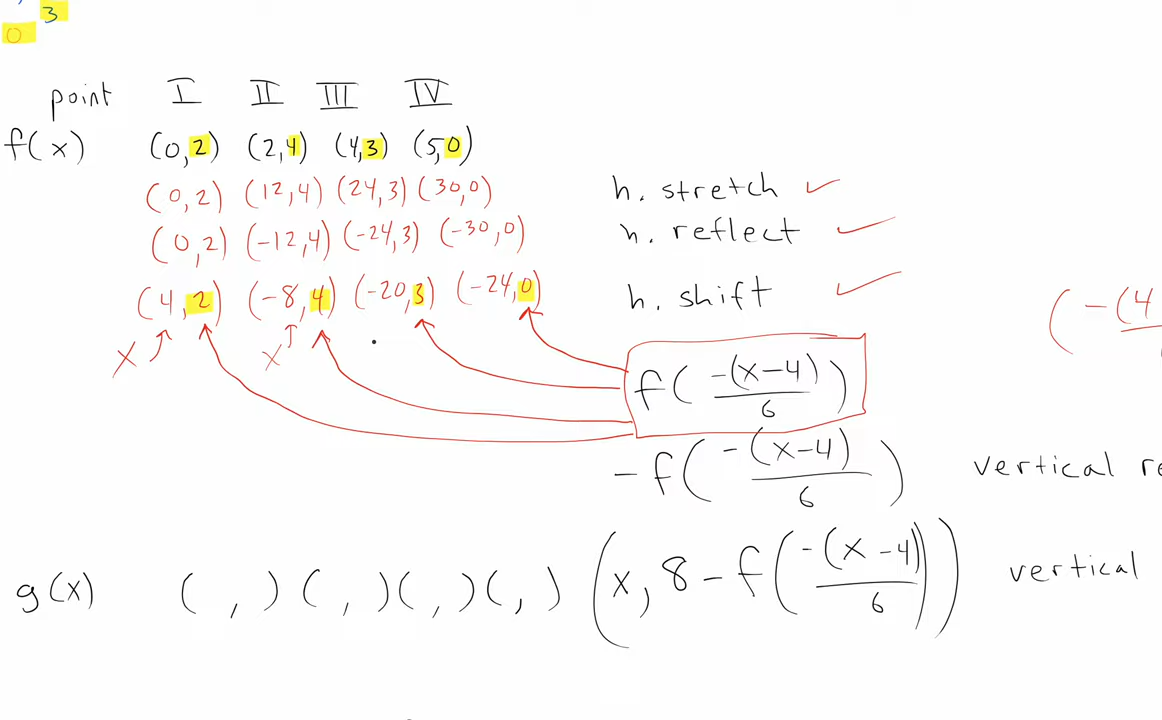 3
0
point I II III IV
f(x) (0,2) (2,4) (4,3) (5,0)
(0,2) (12,4) (24,3) (30,0) h. stretch ✓
(0,2) (-12,4) (-24,3) (-30,0) h. reflect ✓
(4,2) (-8,4) (-20,3) (-24,0) h. shift ✓
(-(4
x x
f(-(x-4)/6)
-f(-(x-4)/6) vertical re
g(x) ( , ) ( , ) ( , ) ( , ) (x, 8-f(-(x-4)/6)) vertical